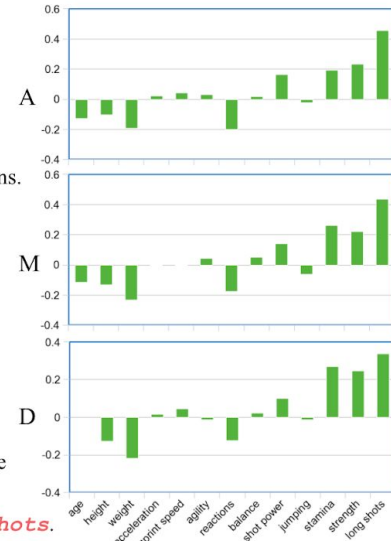 0.6
0.4
0.2
0
-0.2
-0.4
A
ns.
0.6
0.4
0.2
0
-0.2
-0.4
M
0.4
0.2
0
-0.2
-0.4
D
e
age
height
weight
acceleration
sprint speed
agility
reactions
balance
shot power
jumping
stamina
strength
long shots
hots.